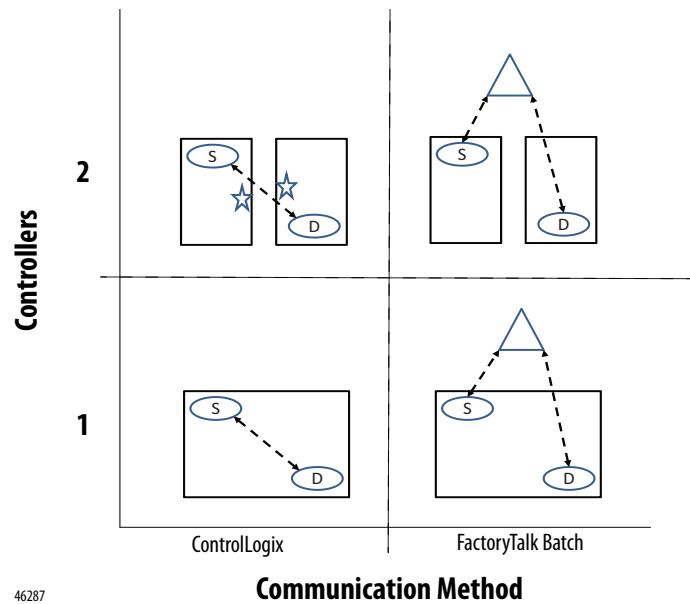 S
D
S
D
2
Controllers
S
D
S
D
1
ControlLogix
FactoryTalk Batch
46287
Communication Method